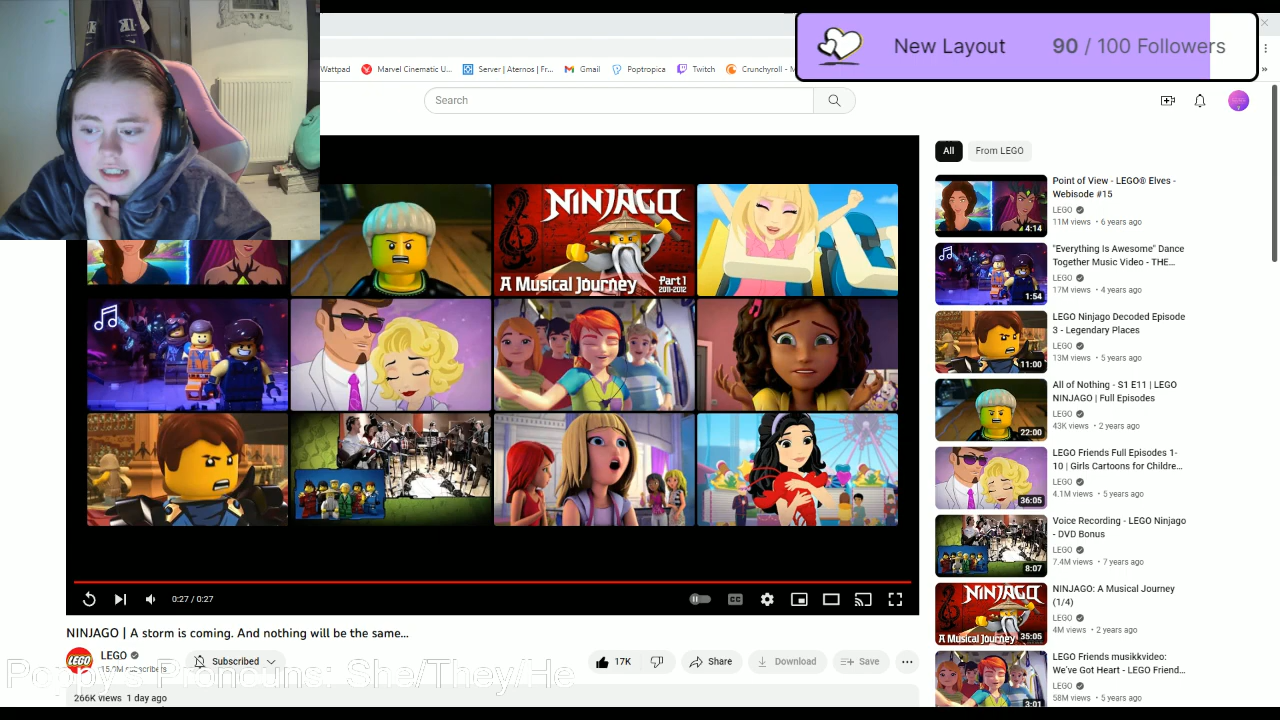 New Layout 90 / 100 Followers
Wattpad Marvel Cinematic U... Server | Aternos | Fr... Gmail Poptropica Twitch Crunchyroll - M
Search
All From LEGO
NINJAGO
A Musical Journey Part 1
2011-2012
0:27 / 0:27
CC
NINJAGO | A storm is coming. And nothing will be the same...
LEGO
LEGO
subscribers
Subscribed
17K
Share
Download
Save
Poppy's Pronouns: She/They/He
266K views 1 day ago
Point of View - LEGO® Elves -
Webisode #15
LEGO
11M views • 6 years ago
4:14
"Everything Is Awesome" Dance
Together Music Video - THE...
LEGO
17M views • 4 years ago
1:54
LEGO Ninjago Decoded Episode
3 - Legendary Places
LEGO
13M views • 5 years ago
11:00
All of Nothing - S1 E11 | LEGO
NINJAGO | Full Episodes
LEGO
43K views • 2 years ago
22:00
LEGO Friends Full Episodes 1-
10 | Girls Cartoons for Childre...
LEGO
4.1M views • 5 years ago
36:05
Voice Recording - LEGO Ninjago
- DVD Bonus
LEGO
7.4M views • 7 years ago
8:07
NINJAGO: A Musical Journey
(1/4)
LEGO
4M views • 2 years ago
NINJAGO
A Musical Journey
35:05
LEGO Friends musikkvideo:
We've Got Heart - LEGO Friend...
LEGO
58M views • 5 years ago
3:01